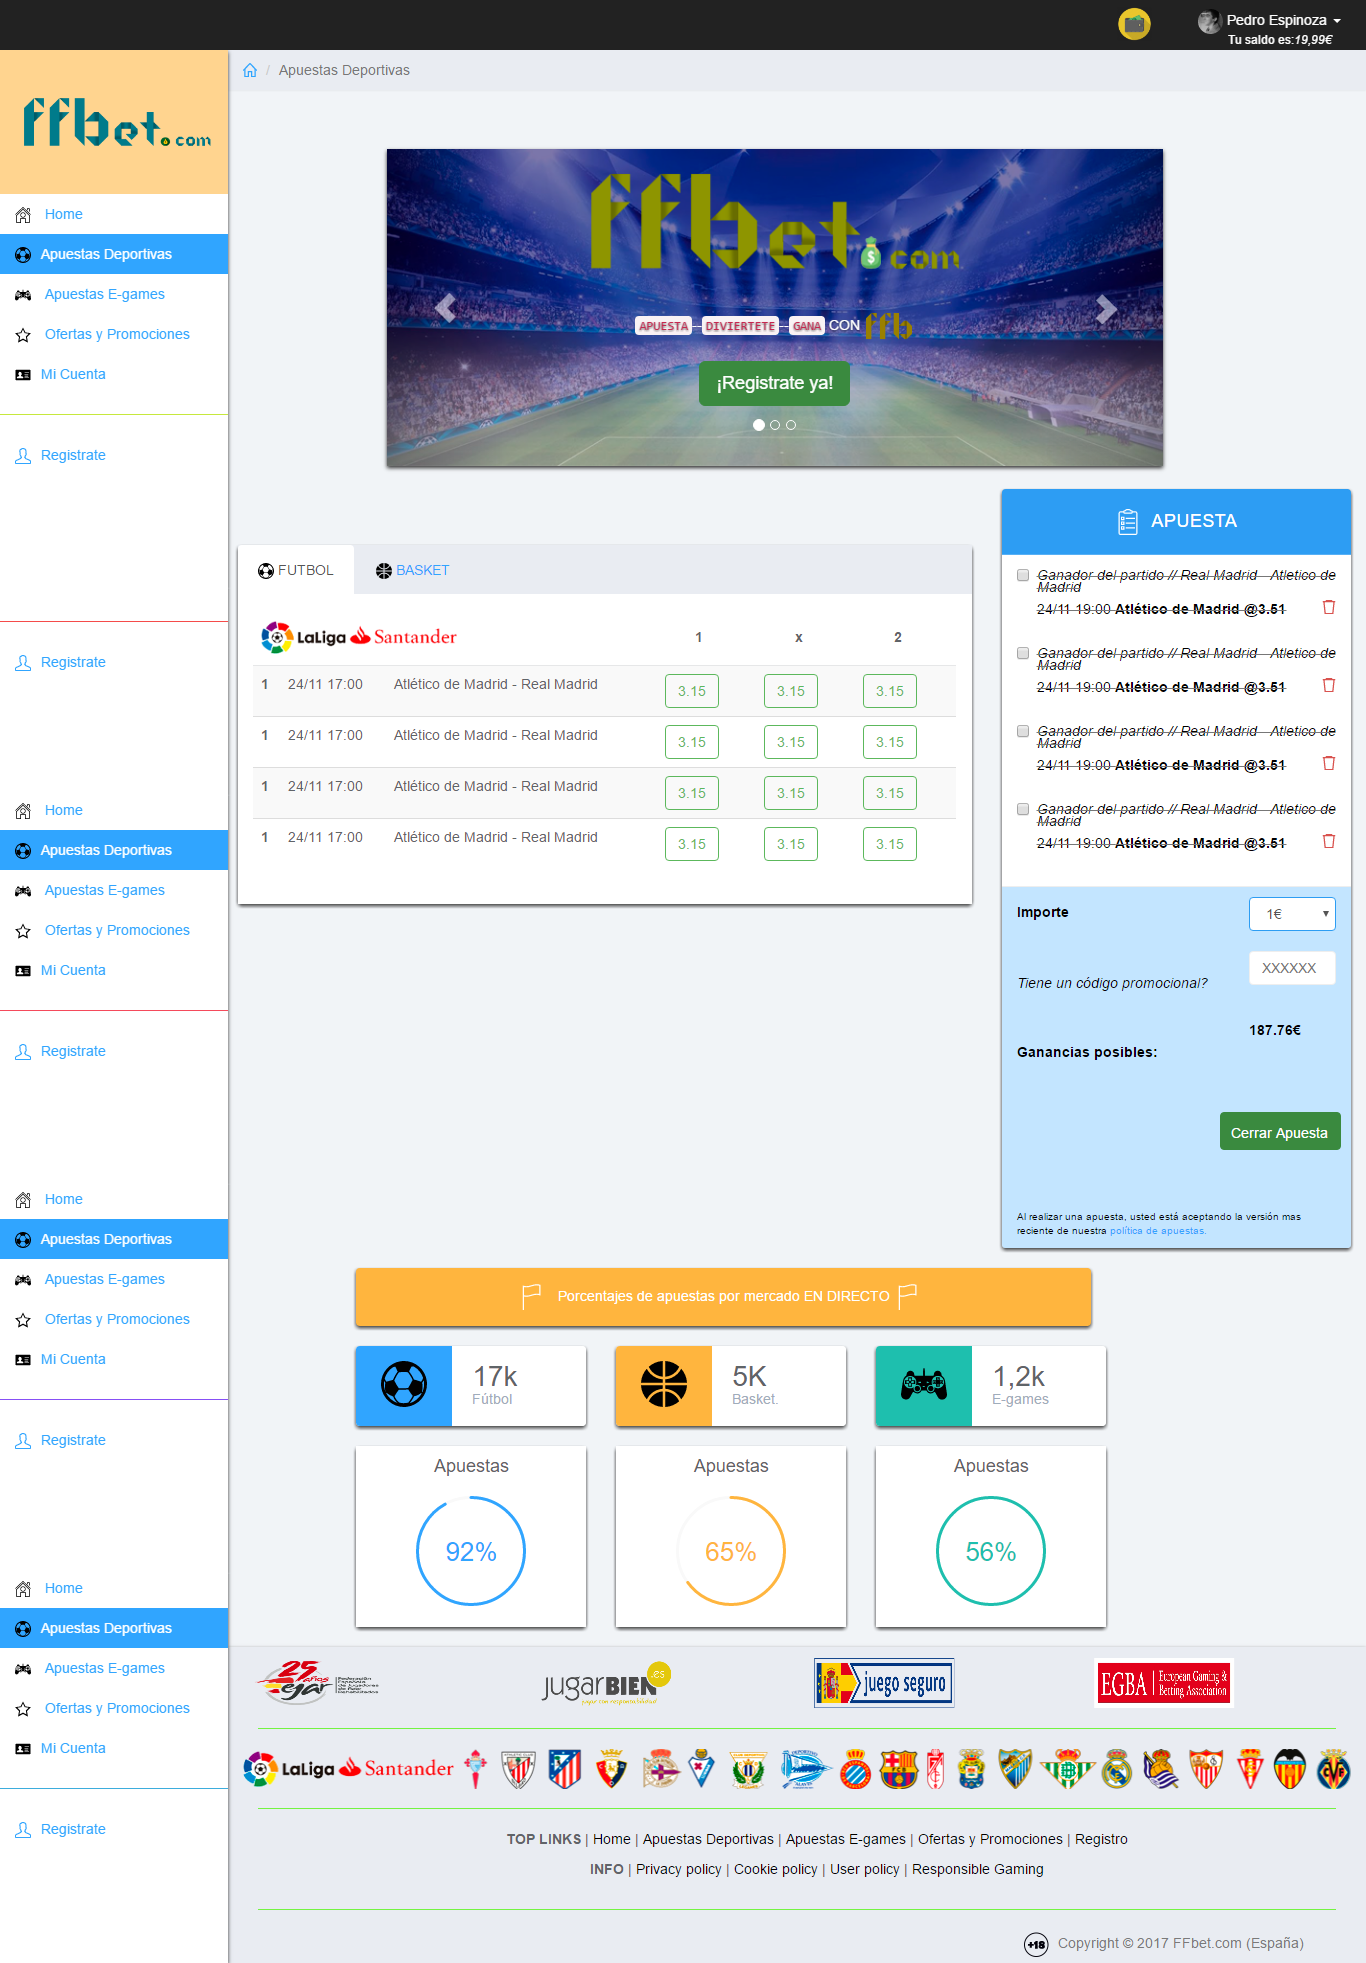 Pedro Espinoza
Tu saldo es:19,99€
ffbet.com
Home
Apuestas Deportivas
Apuestas E-games
Ofertas y Promociones
Mi Cuenta
Registrate
Registrate
Home
Apuestas Deportivas
Apuestas E-games
Ofertas y Promociones
Mi Cuenta
Registrate
Home
Apuestas Deportivas
Apuestas E-games
Ofertas y Promociones
Mi Cuenta
Registrate
Home
Apuestas Deportivas
Apuestas E-games
Ofertas y Promociones
Mi Cuenta
Registrate
/ Apuestas Deportivas
ffbet.com
APUESTA DIVIERTETE GANA CON ffb
¡Registrate ya!
FUTBOL BASKET
LaLiga Santander 1 x 2
1 24/11 17:00 Atlético de Madrid - Real Madrid 3.15 3.15 3.15
1 24/11 17:00 Atlético de Madrid - Real Madrid 3.15 3.15 3.15
1 24/11 17:00 Atlético de Madrid - Real Madrid 3.15 3.15 3.15
1 24/11 17:00 Atlético de Madrid - Real Madrid 3.15 3.15 3.15
APUESTA
Ganador del partido // Real Madrid - Atletico de
Madrid
24/11 19:00 Atlético de Madrid @3.51
Ganador del partido // Real Madrid - Atletico de
Madrid
24/11 19:00 Atlético de Madrid @3.51
Ganador del partido // Real Madrid - Atletico de
Madrid
24/11 19:00 Atlético de Madrid @3.51
Ganador del partido // Real Madrid - Atletico de
Madrid
24/11 19:00 Atlético de Madrid @3.51
Importe 1€
XXXXXX
Tiene un código promocional?
187.76€
Ganancias posibles:
Cerrar Apuesta
Al realizar una apuesta, usted está aceptando la versión mas
reciente de nuestra política de apuestas.
Porcentajes de apuestas por mercado EN DIRECTO
17k
Fútbol
5K
Basket.
1,2k
E-games
Apuestas
92%
Apuestas
65%
Apuestas
56%
25 años
ejar
Federación
Española
de Jugadores
de Azar
Rehabilitados
jugarBIEN.es
jugar con responsabilidad
juego seguro
EGBA European Gaming &
Betting Association
LaLiga Santander
TOP LINKS | Home | Apuestas Deportivas | Apuestas E-games | Ofertas y Promociones | Registro
INFO | Privacy policy | Cookie policy | User policy | Responsible Gaming
+18 Copyright © 2017 FFbet.com (España)